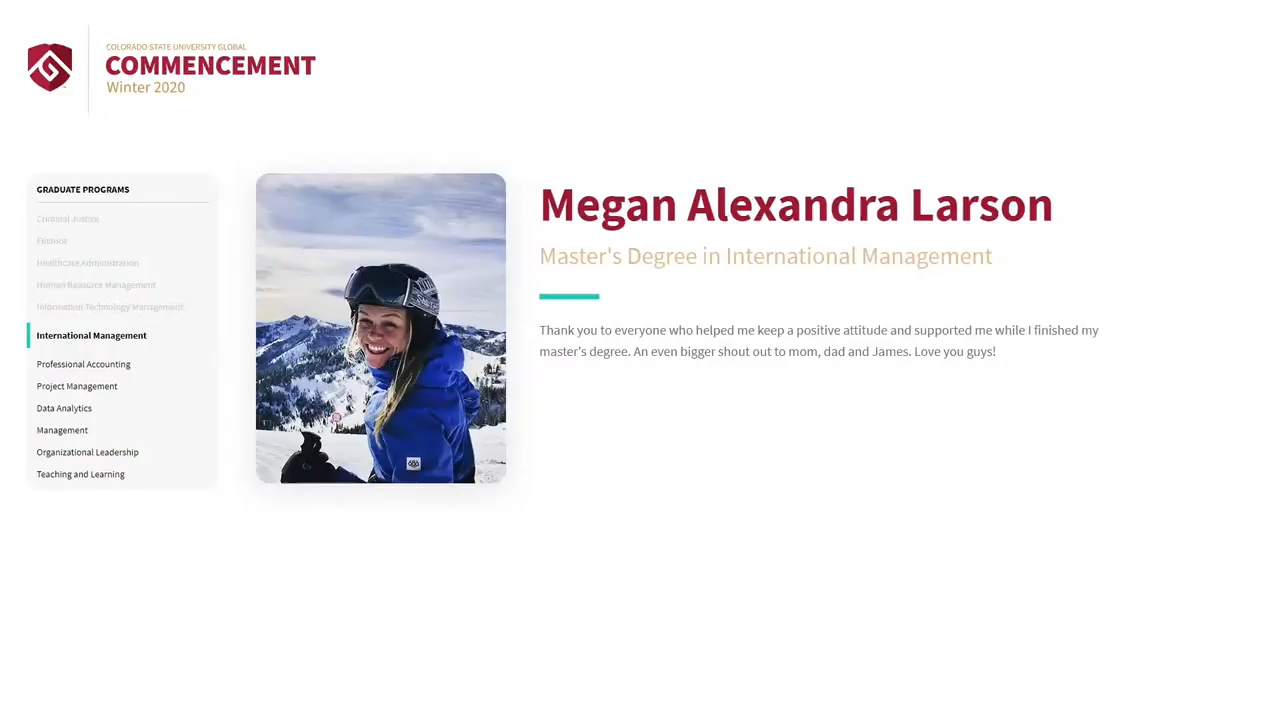 COLORADO STATE UNIVERSITY GLOBAL
COMMENCEMENT
Winter 2020
GRADUATE PROGRAMS
Criminal Justice
Finance
Healthcare Administration
Human Resource Management
Information Technology Management
International Management
Professional Accounting
Project Management
Data Analytics
Management
Organizational Leadership
Teaching and Learning
Megan Alexandra Larson
Master's Degree in International Management
Thank you to everyone who helped me keep a positive attitude and supported me while I finished my
master's degree. An even bigger shout out to mom, dad and James. Love you guys!